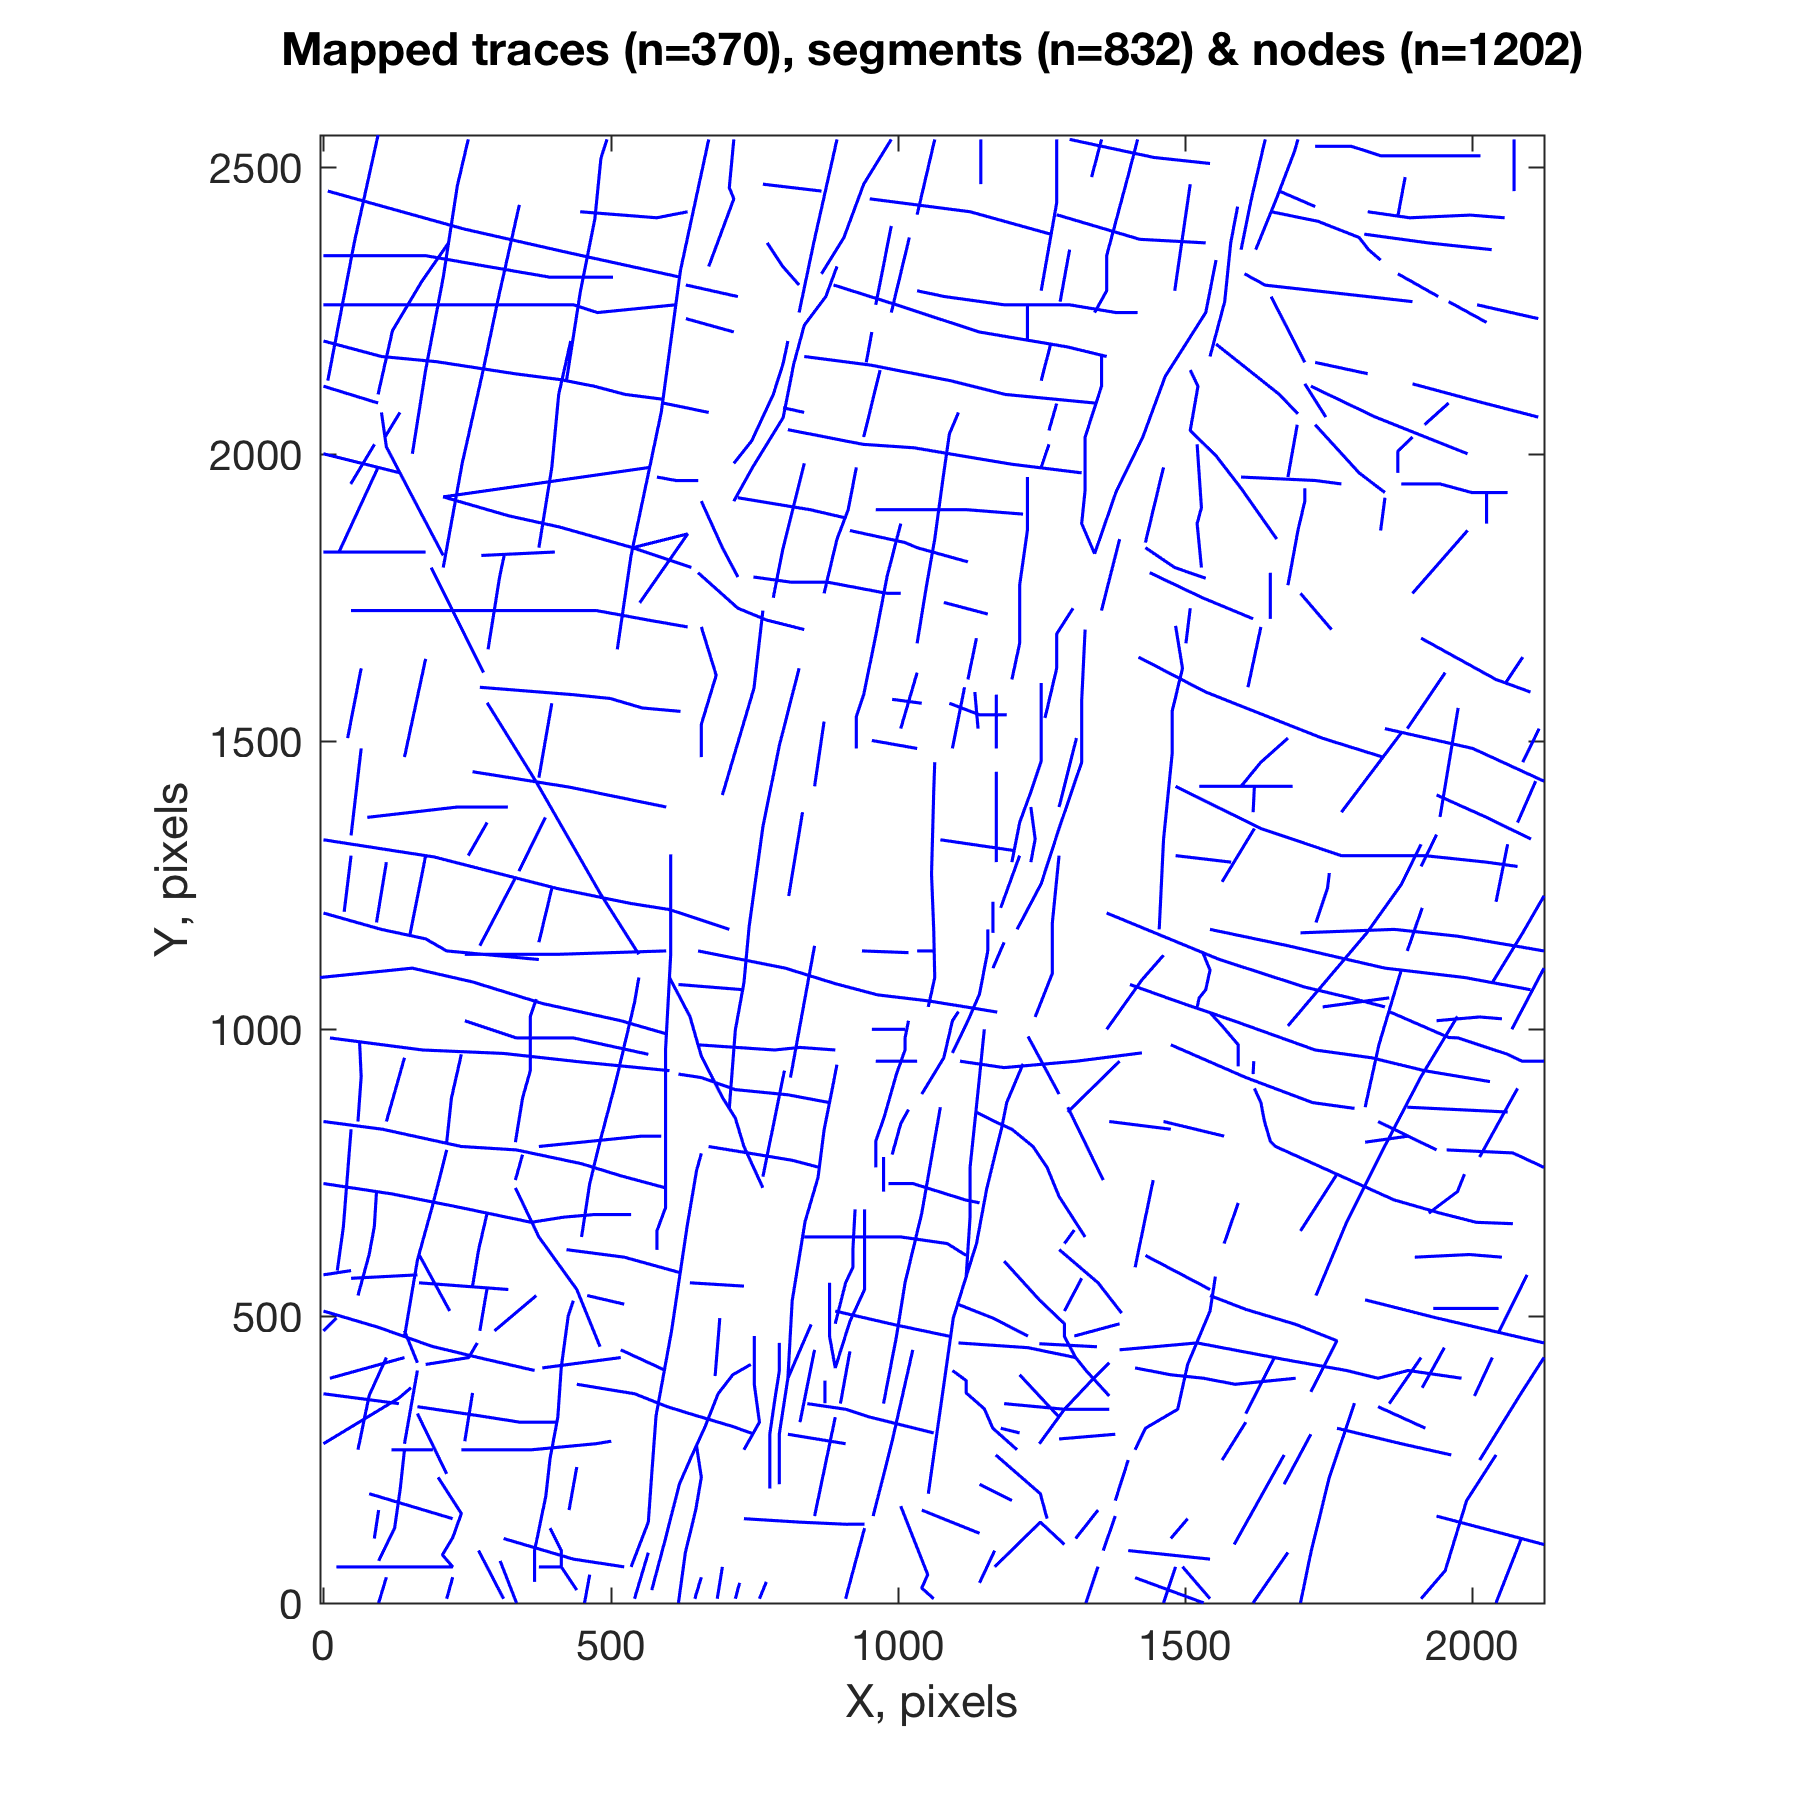 Mapped traces (n=370), segments (n=832) & nodes (n=1202)
2500
2000
1500
1000
500
0
Y, pixels
0 500 1000 1500 2000
X, pixels